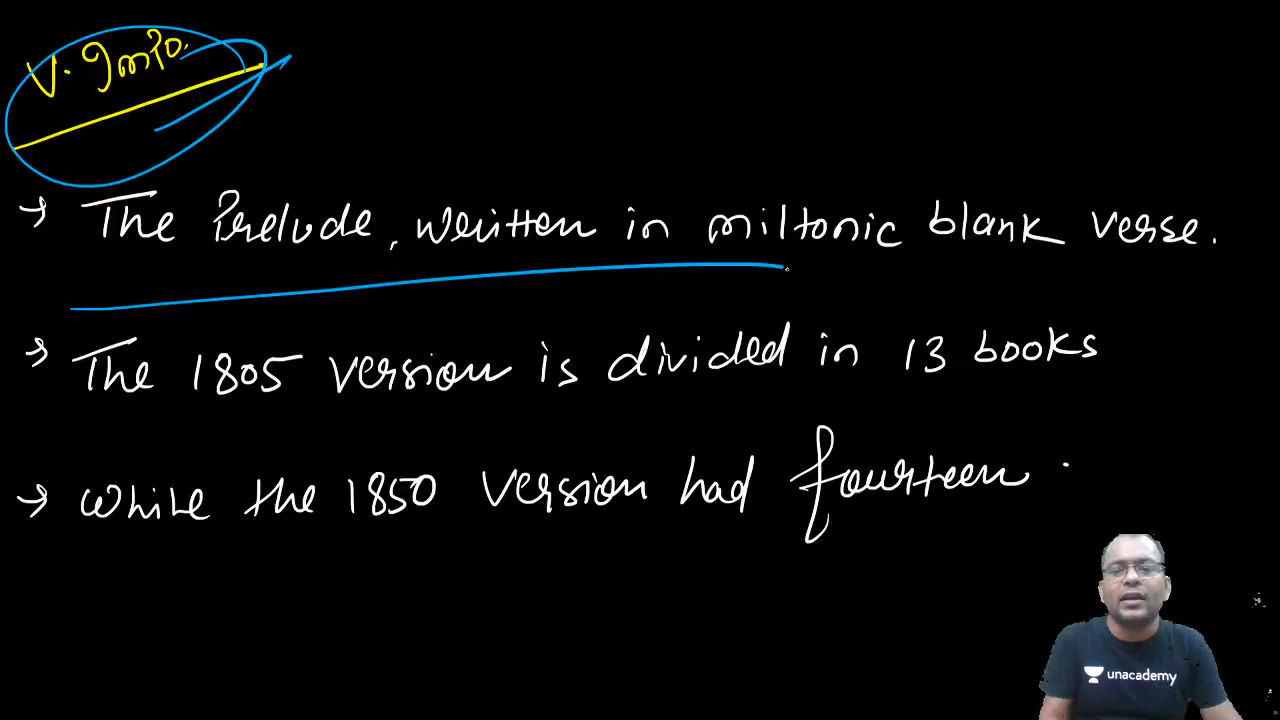 V. Imp.
→ The Prelude, written in miltonic blank verse.
→ The 1805 version is divided in 13 books
→ While the 1850 version had fourteen.
unacademy